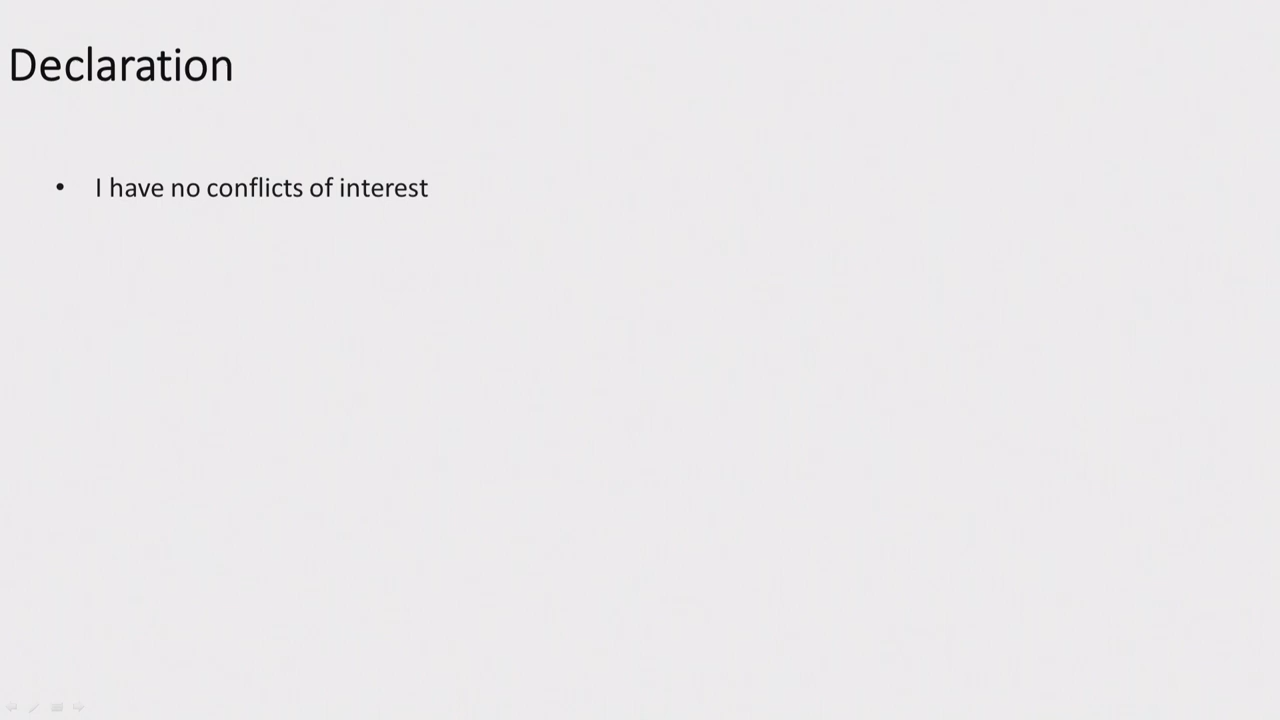 Declaration
• I have no conflicts of interest